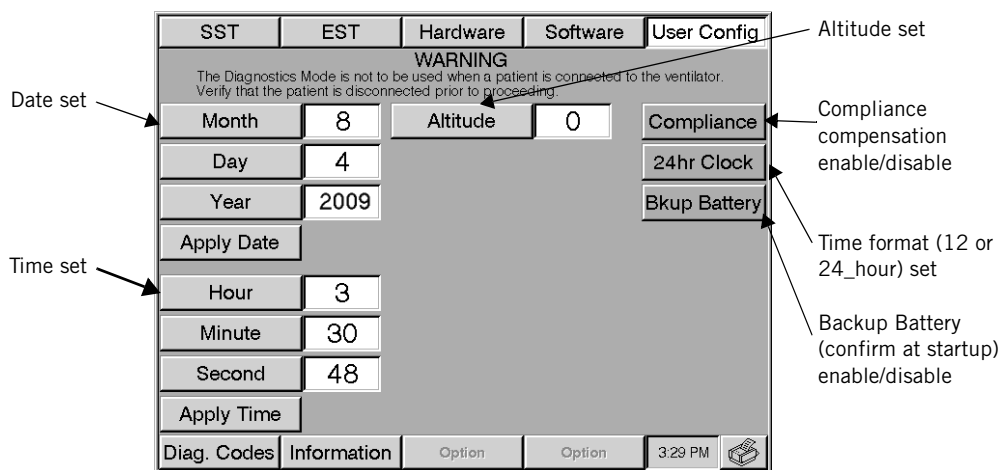 SST EST Hardware Software User Config
Altitude set
WARNING
The Diagnostics Mode is not to be used when a patient is connected to the ventilator.
Verify that the patient is disconnected prior to proceeding.
Date set
Month 8 Altitude 0 Compliance
Compliance
compensation
enable/disable
Day 4 24hr Clock
Year 2009 Bkup Battery
Apply Date
Time format (12 or
24_hour) set
Time set
Hour 3
Minute 30
Backup Battery
(confirm at startup)
enable/disable
Second 48
Apply Time
Diag. Codes Information Option Option 3:29 PM